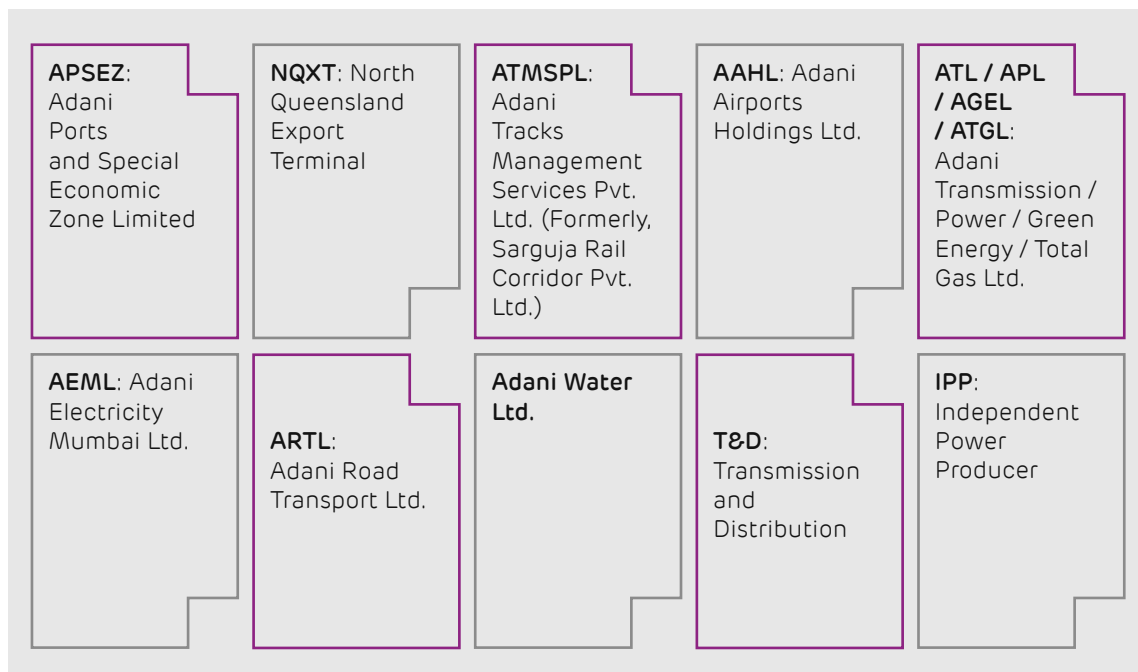 APSEZ:
Adani
Ports
and Special
Economic
Zone Limited
NQXT: North
Queensland
Export
Terminal
ATMSPL:
Adani
Tracks
Management
Services Pvt.
Ltd. (Formerly,
Sarguja Rail
Corridor Pvt.
Ltd.)
AAHL: Adani
Airports
Holdings Ltd.
ATL / APL
/ AGEL
/ ATGL:
Adani
Transmission /
Power / Green
Energy / Total
Gas Ltd.
AEML: Adani
Electricity
Mumbai Ltd.
ARTL:
Adani Road
Transport Ltd.
Adani Water
Ltd.
T&D:
Transmission
and
Distribution
IPP:
Independent
Power
Producer